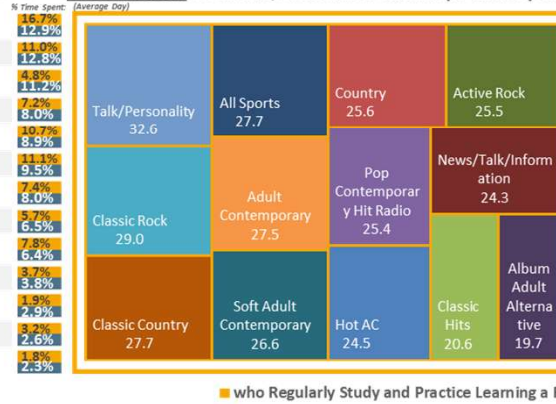 % Time Spent: (Average Day)
16.7%
12.9%
11.0%
12.8%
4.8%
11.2%
7.2%
8.0%
10.7%
8.9%
11.1%
9.5%
7.4%
8.0%
5.7%
6.5%
7.8%
6.4%
3.7%
3.8%
1.9%
2.9%
3.2%
2.6%
1.8%
2.3%
Talk/Personality
32.6
Classic Rock
29.0
Classic Country
27.7
All Sports
27.7
Adult
Contemporary
27.5
Soft Adult
Contemporary
26.6
Country
25.6
Pop
Contemporar
y Hit Radio
25.4
Hot AC
24.5
Active Rock
25.5
News/Talk/Inform
ation
24.3
Classic
Hits
20.6
Album
Adult
Alterna
tive
19.7
who Regularly Study and Practice Learning a